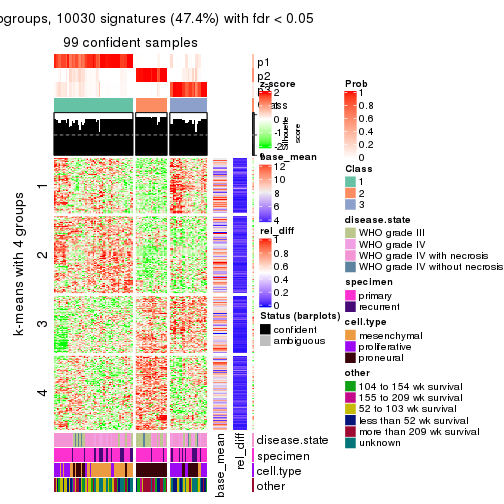 ogroups, 10030 signatures (47.4%) with fdr < 0.05
99 confident samples
p1
p2
z-score
2
1
0
-1
-2
Silhouette score
base_mean
12
10
8
6
4
rel_diff
1
0.8
0.6
0.4
0.2
0
Status (barplots)
confident
ambiguous
k-means with 4 groups
1
2
3
4
base_mean
rel_diff
disease.state
specimen
cell.type
other
Prob
1
0.8
0.6
0.4
0.2
0
Class
1
2
3
disease.state
WHO grade III
WHO grade IV
WHO grade IV with necrosis
WHO grade IV without necrosis
specimen
primary
recurrent
cell.type
mesenchymal
proliferative
proneural
other
104 to 154 wk survival
155 to 209 wk survival
52 to 103 wk survival
less than 52 wk survival
more than 209 wk survival
unknown